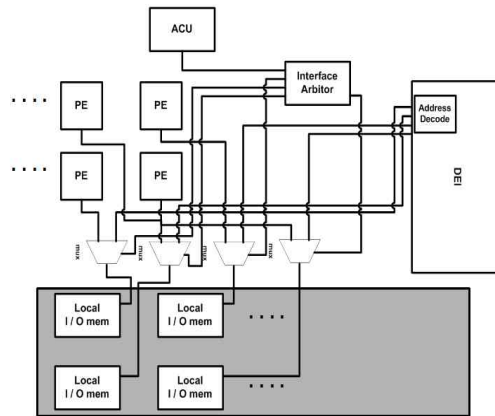 ACU
Interface
Arbitor
. . . .
PE
PE
Address
Decode
DEI
. . . .
PE
PE
mux
mux
mux
mux
Local
I / O mem
Local
I / O mem
. . . .
Local
I / O mem
Local
I / O mem
. . . .